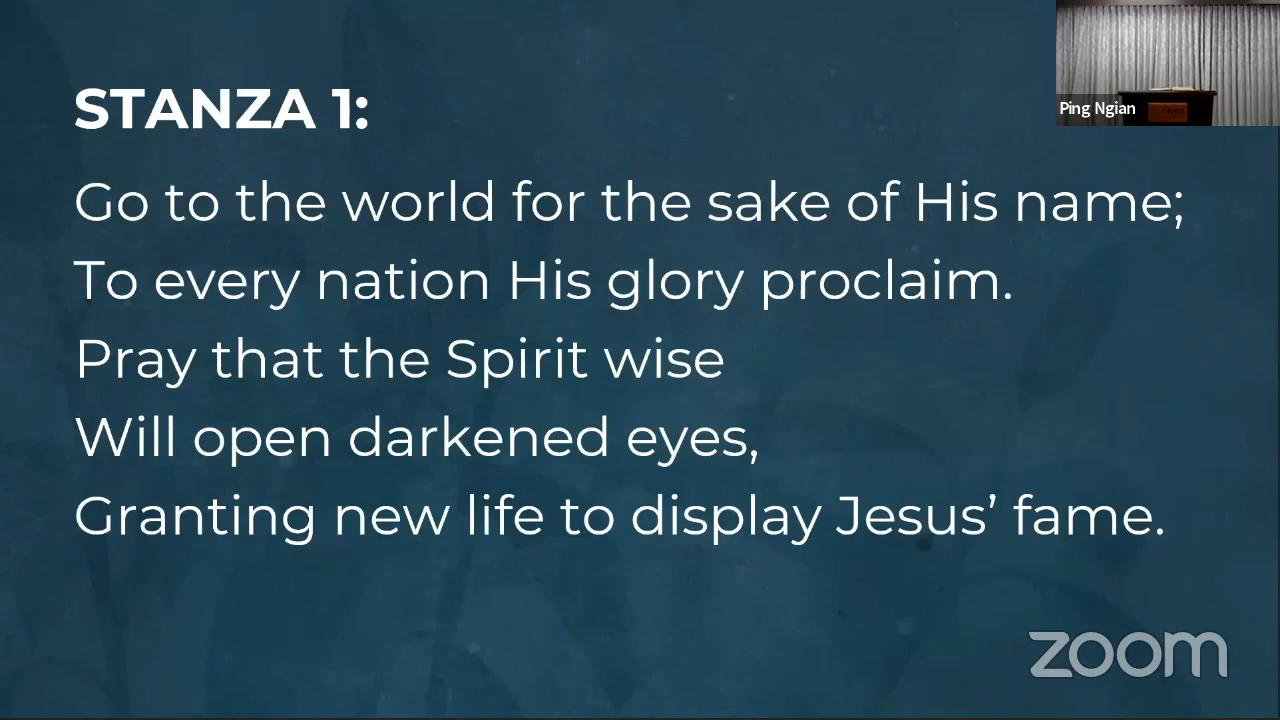 Ping Ngian
STANZA 1:
Go to the world for the sake of His name;
To every nation His glory proclaim.
Pray that the Spirit wise
Will open darkened eyes,
Granting new life to display Jesus’ fame.
zoom